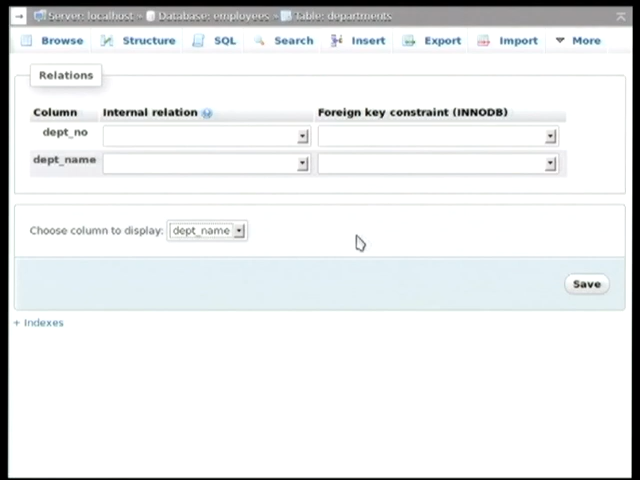 Server: localhost » Database: employees » Table: departments
Browse Structure SQL Search Insert Export Import More
Relations
Column Internal relation Foreign key constraint (INNODB)
dept_no
dept_name
Choose column to display: dept_name
Save
+ Indexes